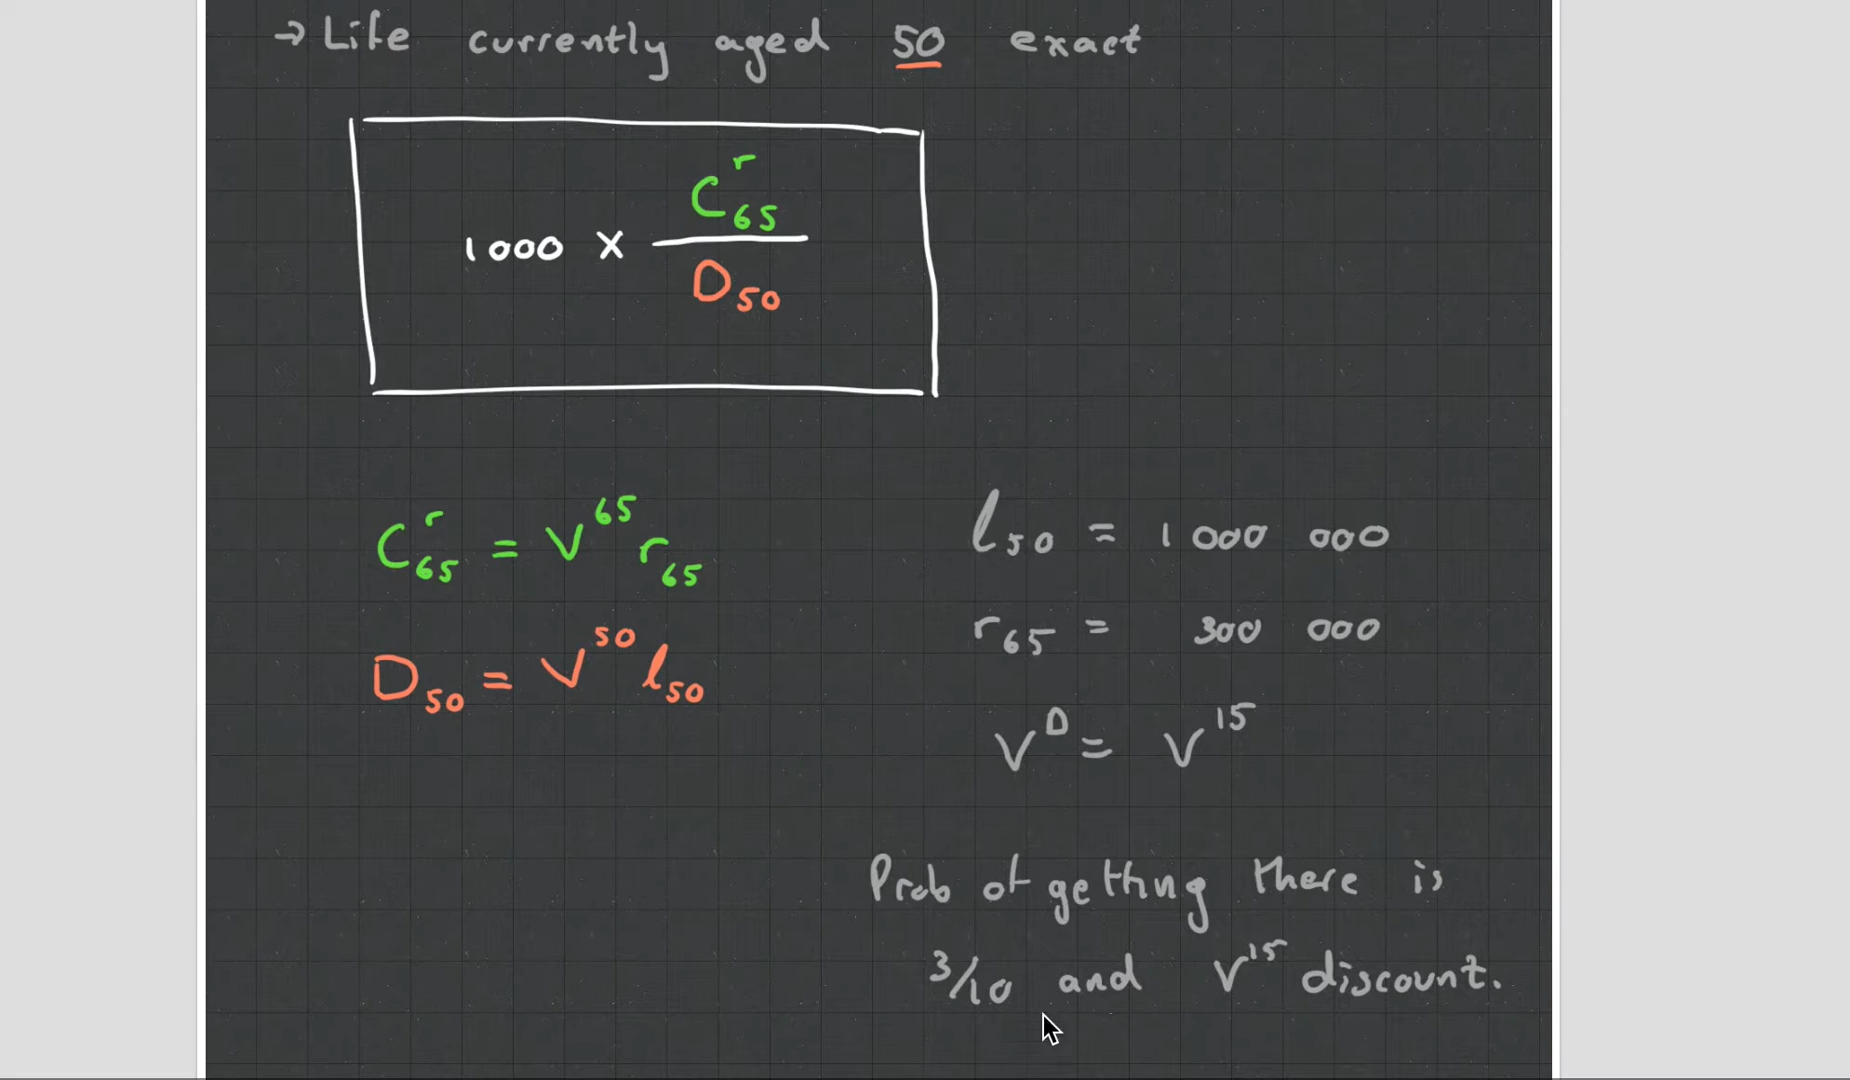 → Life currently aged 50 exact
1000 × C^r_65 / D_50
C^r_65 = V^65 r_65
D_50 = V^50 l_50
l_50 = 1 000 000
r_65 = 300 000
V^D = V^15
Prob of getting there is
3/10 and V^15 discount.